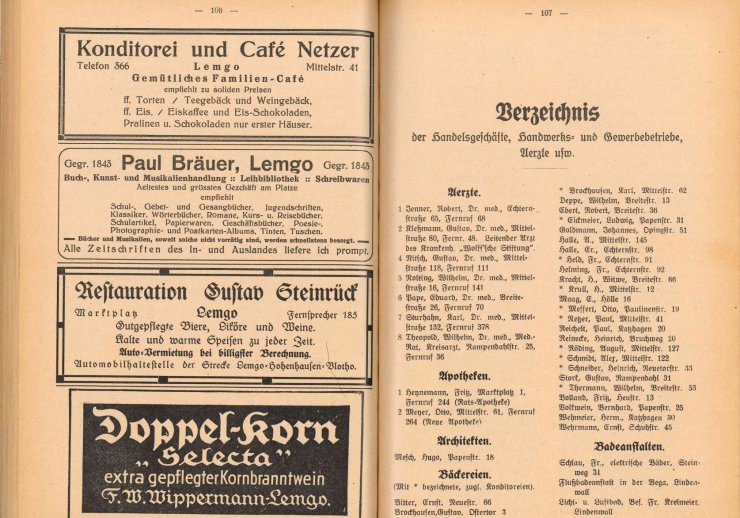 — 106 —
Konditorei und Café Netzer
Telefon 366 Lemgo Mittelstr. 41
Gemütliches Familien-Café
empfiehlt zu soliden Preisen
ff. Torten / Teegebäck und Weingebäck,
ff. Eis, / Eiskaffee und Eis-Schokoladen,
Pralinen u. Schokoladen nur erster Häuser.
Gegr. 1843 Paul Bräuer, Lemgo Gegr. 1843
Buch-, Kunst- und Musikalienhandlung :: Leihbibliothek :: Schreibwaren
Aeltestes und grösstes Geschäft am Platze
empfiehlt
Schul-, Gebet- und Gesangbücher, Jugendschriften,
Klassiker, Wörterbücher, Romane, Kurs- u. Reisebücher,
Schulartikel, Papierwaren, Geschäftsbücher, Poesie-,
Photographie- und Postkarten-Albums, Tinten, Tuschen.
Bücher und Musikalien, soweit solche nicht vorrätig sind, werden schnellstens besorgt.
Alle Zeitschriften des In- und Auslandes liefere ich prompt.
Restauration Gustav Steinrück
Marktplatz Lemgo Fernsprecher 185
Gutgepflegte Biere, Liköre und Weine.
Kalte und warme Speisen zu jeder Zeit.
Auto-Vermietung bei billigster Berechnung.
Automobilhaltestelle der Strecke Lemgo-Hohenhausen-Vlotho.
Doppel-Korn
„Selecta"
extra gepflegter Kornbranntwein
F. W. Wippermann-Lemgo.
— 107 —
Verzeichnis
der Handelsgeschäfte, Handwerks- und Gewerbebetriebe,
Aerzte usw.
Aerzte.
1 Jenner, Robert, Dr. med., Echtern-
straße 65, Fernruf 68
2 Kleßmann, Gustav, Dr. med., Mittel-
straße 80, Fernr. 48. Leitender Arzt
des Krankenh. „Wolff'sche Stiftung".
4 Nitsch, Gustav, Dr. med., Mittel-
straße 118, Fernruf 111
5 Nolting, Wilhelm, Dr. med., Mittel-
straße 16, Fernruf 141
6 Pape, Eduard, Dr. med., Breite-
straße 26, Fernruf 70
7 Sturhahn, Karl, Dr. med., Mittel-
straße 132, Fernruf 378
8 Theopold, Wilhelm, Dr. med., Med.-
Rat, Kreisarzt, Rampendahlstr. 25,
Fernruf 36
Apotheken.
1 Heynemann, Fritz, Marktplatz 1,
Fernruf 244 (Rats-Apotheke)
2 Meyer, Otto, Mittelstr. 61, Fernruf
264 (Neue Apotheke)
Architekten.
Mesch, Hugo, Papenstr. 18
Bäckereien.
(Mit * bezeichnete, zugl. Konditoreien).
Bitter, Ernst, Neuestr. 66
Brockhausen, Gustav, Ostertor 3
* Brockhausen, Karl, Mittelstr. 62
Deppe, Wilhelm, Breitestr. 13
Ebert, Robert, Breitestr. 36
* Eickmeier, Ludwig, Papenstr. 31
Goldmann, Johannes, Opingstr. 51
Halle, A., Mittelstr. 145
Halle, Er., Echternstr. 98
* Held, Fr., Echternstr. 91
Helming, Fr., Echternstr. 92
Kracht, H., Witwe, Breitestr. 66
* Krull, H., Mittelstr. 12
Maag, C., Hölle 16
* Meffert, Otto, Paulinenstr. 19
* Netzer, Paul, Mittelstr. 41
Reichelt, Paul, Katzhagen 20
Reinecke, Heinrich, Bruchweg 20
* Röding, August, Mittelstr. 127
* Schmidt, Alex, Mittelstr. 122
* Schneider, Heinrich, Neuetorstr. 33
Stork, Gustav, Rampendahl 31
* Thermann, Wilhelm, Breitestr. 53
Volland, Fritz, Heustr. 13
Volkwein, Bernhard, Papenstr. 25
Wehmeier, Herm., Katzhagen 30
Wehrmann, Ernst, Schuhstr. 45
Badeanstalten.
Schlau, Fr., elektrische Bäder, Stein-
weg 31
Flußbadeanstalt in der Bega, Linden-
wall
Licht- u. Luftbad, Bes. Fr. Kreimeier,
Lindenwall